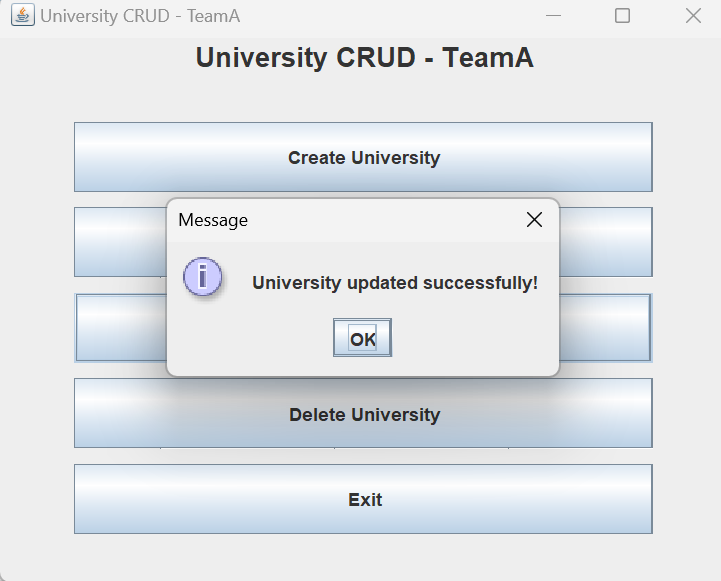 University CRUD - TeamA
University CRUD - TeamA
Create University
Message
University updated successfully!
OK
Delete University
Exit